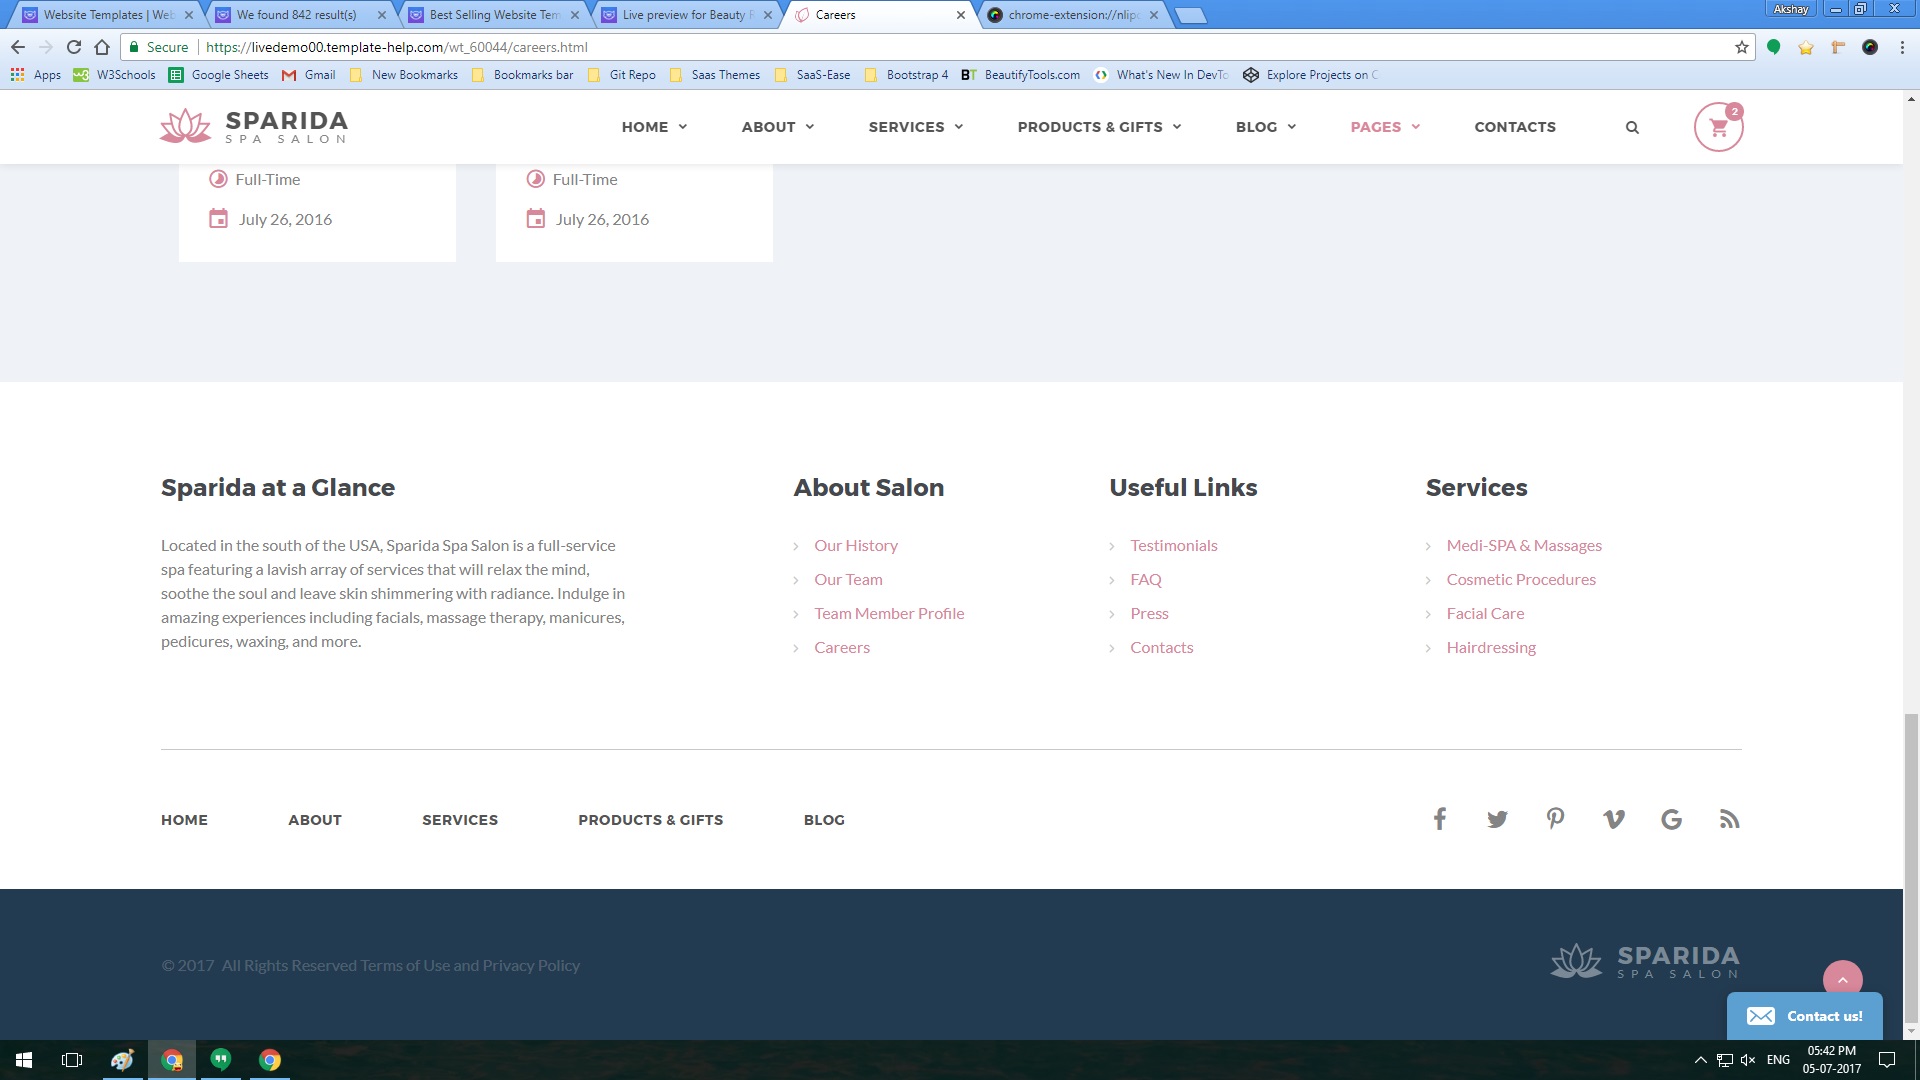 Website Templates | Web
We found 842 result(s)
Best Selling Website Tem
Live preview for Beauty
Careers
chrome-extension://nlipo
Akshay
Secure
https://livedemo00.template-help.com/wt_60044/careers.html
Apps
W3Schools
Google Sheets
Gmail
New Bookmarks
Bookmarks bar
Git Repo
Saas Themes
SaaS-Ease
Bootstrap 4
BT BeautifyTools.com
What's New In DevTo
Explore Projects on C
SPARIDA
SPA SALON
HOME
ABOUT
SERVICES
PRODUCTS & GIFTS
BLOG
PAGES
CONTACTS
2
Full-Time
July 26, 2016
Full-Time
July 26, 2016
Sparida at a Glance
Located in the south of the USA, Sparida Spa Salon is a full-service
spa featuring a lavish array of services that will relax the mind,
soothe the soul and leave skin shimmering with radiance. Indulge in
amazing experiences including facials, massage therapy, manicures,
pedicures, waxing, and more.
About Salon
Our History
Our Team
Team Member Profile
Careers
Useful Links
Testimonials
FAQ
Press
Contacts
Services
Medi-SPA & Massages
Cosmetic Procedures
Facial Care
Hairdressing
HOME
ABOUT
SERVICES
PRODUCTS & GIFTS
BLOG
© 2017 All Rights Reserved Terms of Use and Privacy Policy
SPARIDA
SPA SALON
Contact us!
ENG
05:42 PM
05-07-2017